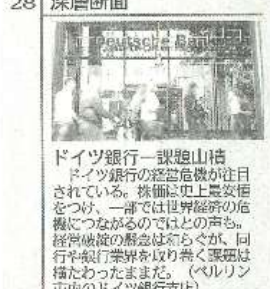 28 深層断面
Deutsche Bank
ドイツ銀行―課題山積
ドイツ銀行の経営危機が注目
されている。株価は史上最安値
をつけ、一部では世界経済の危
機につながるのではとの声も。
経営破綻の懸念は和らぐが、同
行や銀行業界を取り巻く課題は
横たわったままだ。（ベルリン
市内のドイツ銀行支店）